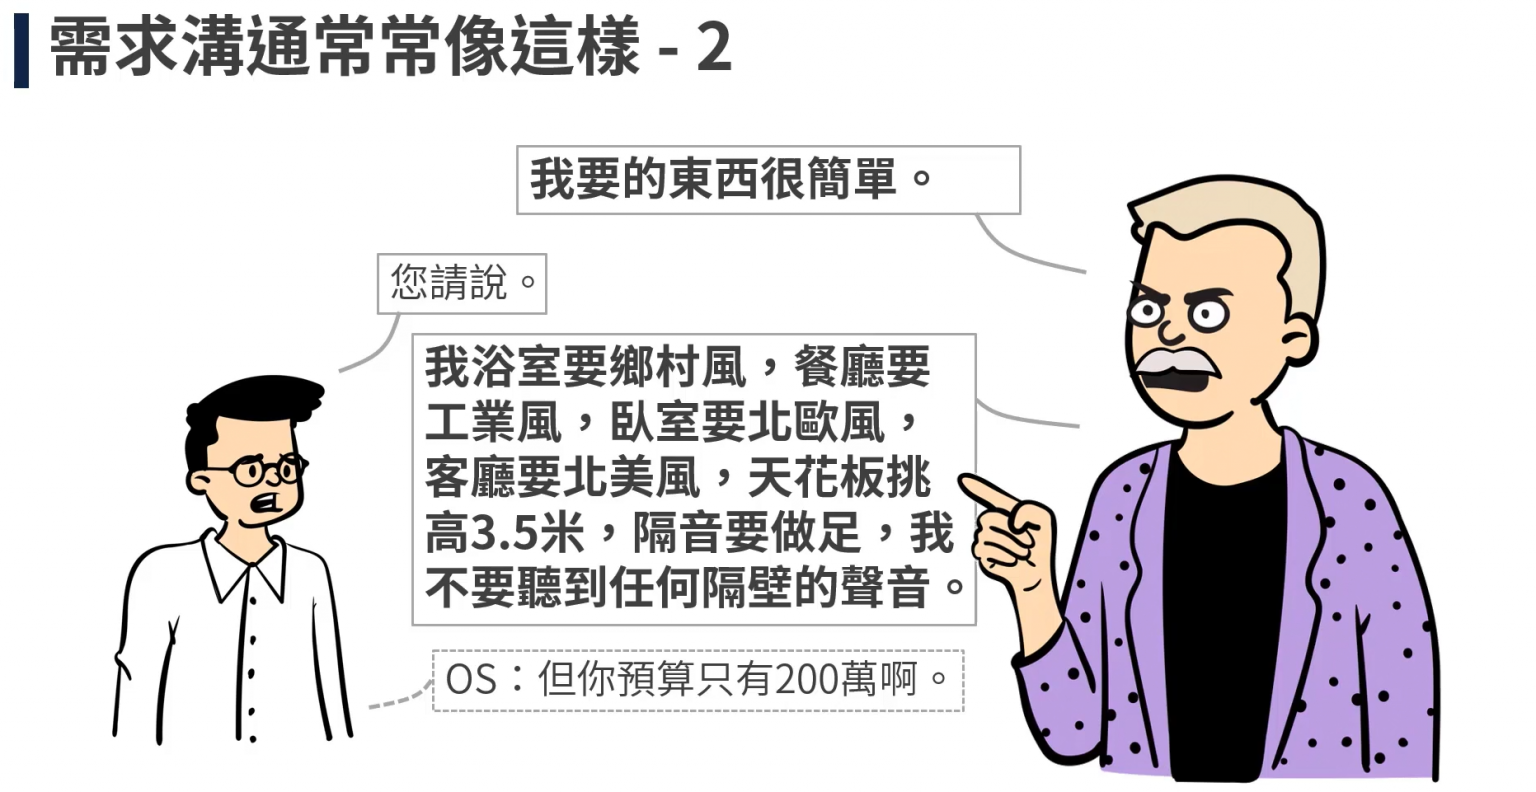 需求溝通常常像這樣 - 2
我要的東西很簡單。
您請說。
我浴室要鄉村風，餐廳要
工業風，臥室要北歐風，
客廳要北美風，天花板挑
高3.5米，隔音要做足，我
不要聽到任何隔壁的聲音。
OS：但你預算只有200萬啊。